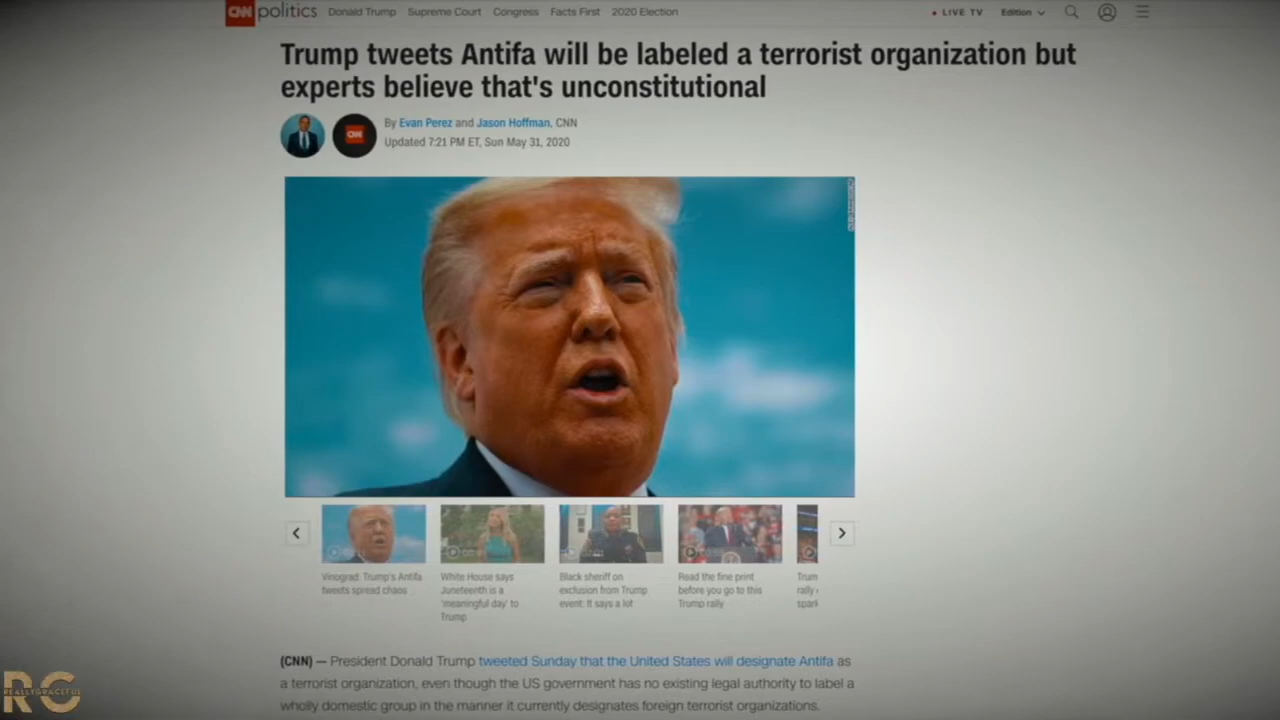 CNN politics Donald Trump Supreme Court Congress Facts First 2020 Election LIVE TV Edition
Trump tweets Antifa will be labeled a terrorist organization but
experts believe that's unconstitutional
By Evan Perez and Jason Hoffman, CNN
CNN
Updated 7:21 PM ET, Sun May 31, 2020
Vinograd: Trump's Antifa
tweets spread chaos
White House says
Juneteenth is a
'meaningful day' to
Trump
Black sheriff on
exclusion from Trump
event: It says a lot
Read the fine print
before you go to this
Trump rally
Trum
rally
spark
(CNN) — President Donald Trump tweeted Sunday that the United States will designate Antifa as
a terrorist organization, even though the US government has no existing legal authority to label a
wholly domestic group in the manner it currently designates foreign terrorist organizations.
RG
REALLYGRACEFUL